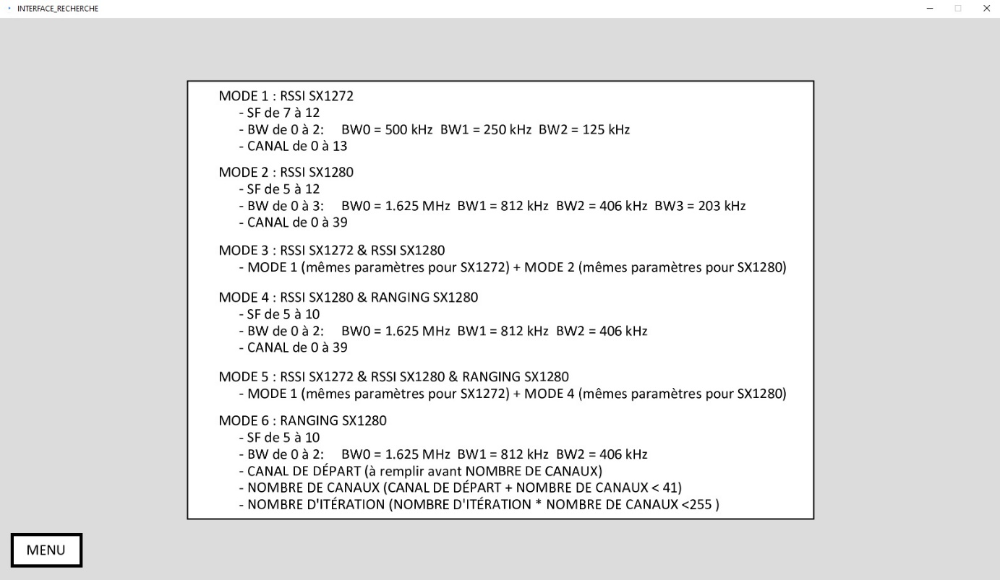 INTERFACE_RECHERCHE
MODE 1 : RSSI SX1272
- SF de 7 à 12
- BW de 0 à 2: BW0 = 500 kHz BW1 = 250 kHz BW2 = 125 kHz
- CANAL de 0 à 13
MODE 2 : RSSI SX1280
- SF de 5 à 12
- BW de 0 à 3: BW0 = 1.625 MHz BW1 = 812 kHz BW2 = 406 kHz BW3 = 203 kHz
- CANAL de 0 à 39
MODE 3 : RSSI SX1272 & RSSI SX1280
- MODE 1 (mêmes paramètres pour SX1272) + MODE 2 (mêmes paramètres pour SX1280)
MODE 4 : RSSI SX1280 & RANGING SX1280
- SF de 5 à 10
- BW de 0 à 2: BW0 = 1.625 MHz BW1 = 812 kHz BW2 = 406 kHz
- CANAL de 0 à 39
MODE 5 : RSSI SX1272 & RSSI SX1280 & RANGING SX1280
- MODE 1 (mêmes paramètres pour SX1272) + MODE 4 (mêmes paramètres pour SX1280)
MODE 6 : RANGING SX1280
- SF de 5 à 10
- BW de 0 à 2: BW0 = 1.625 MHz BW1 = 812 kHz BW2 = 406 kHz
- CANAL DE DÉPART (à remplir avant NOMBRE DE CANAUX)
- NOMBRE DE CANAUX (CANAL DE DÉPART + NOMBRE DE CANAUX < 41)
- NOMBRE D'ITÉRATION (NOMBRE D'ITÉRATION * NOMBRE DE CANAUX <255 )
MENU